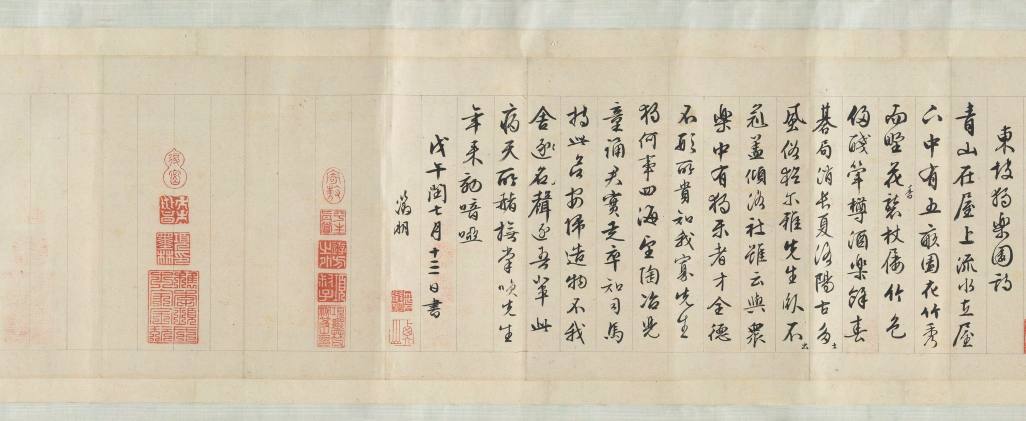 東坡獨樂園詩
青山在屋上流水在屋
下中有五畝園花竹秀
而野花香襲杖屨竹色
侵醆斝樽酒樂餘春
碁局消長夏洛陽古多士
風俗猶爾雅先生臥不出
冠蓋傾洛社雖云與衆
樂中有獨樂者才全德
不形所貴知我寡先生
獨何事四海望陶冶兒
童誦君實走卒知司馬
持此名安歸造物不我
舍逐名聲逐吾輩此
病天所赭撫掌笑先生
年來效喑啞
戊午閏七月十二日書
徵明